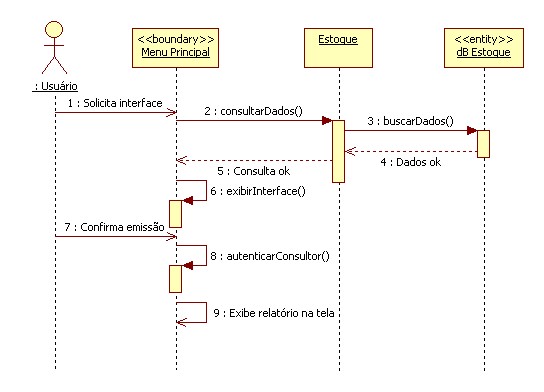 <<boundary>>
Menu Principal
Estoque
<<entity>>
dB Estoque
: Usuário
1 : Solicita interface
2 : consultarDados()
3 : buscarDados()
4 : Dados ok
5 : Consulta ok
6 : exibirInterface()
7 : Confirma emissão
8 : autenticarConsultor()
9 : Exibe relatório na tela